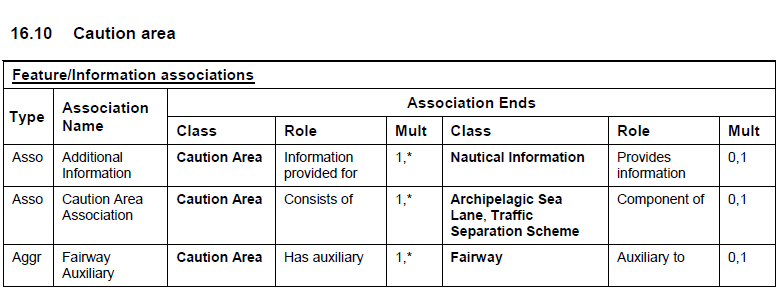 16.10 Caution area
Feature/Information associations
Type Association Name Association Ends
Class Role Mult Class Role Mult
Asso Additional Information Caution Area Information provided for 1,* Nautical Information Provides information 0,1
Asso Caution Area Association Caution Area Consists of 1,* Archipelagic Sea Lane, Traffic Separation Scheme Component of 0,1
Aggr Fairway Auxiliary Caution Area Has auxiliary 1,* Fairway Auxiliary to 0,1